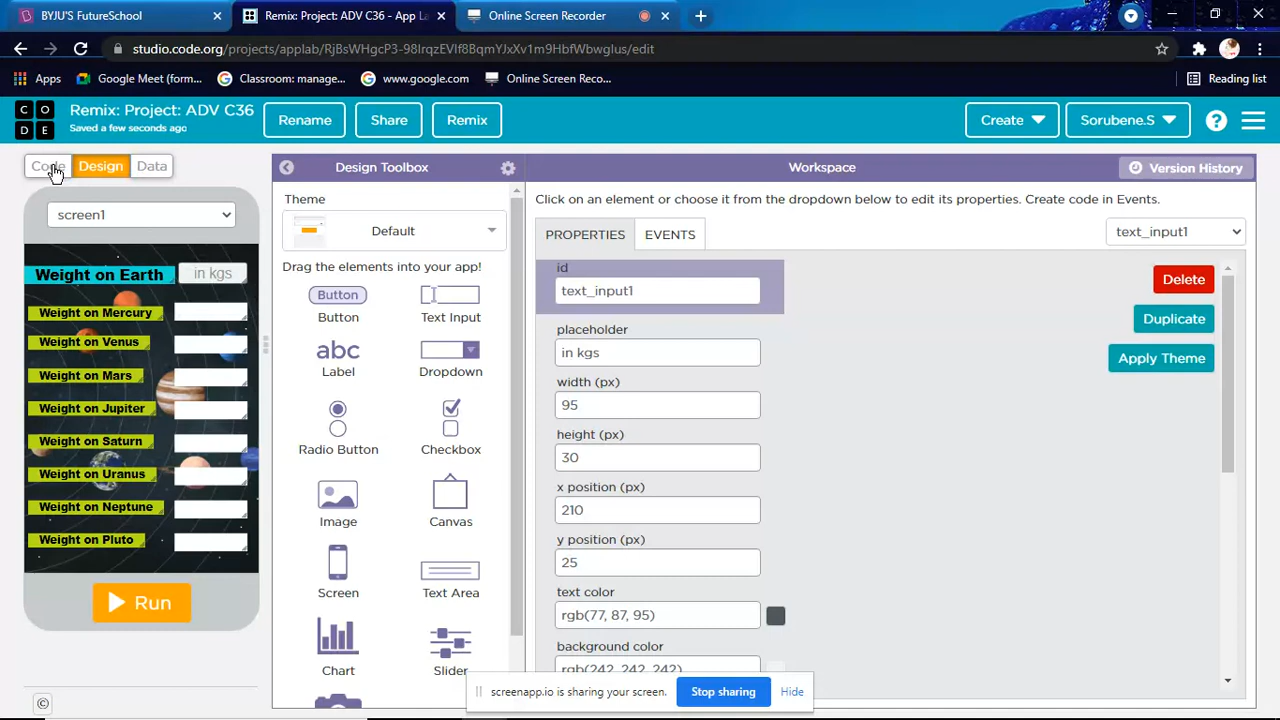 BYJU'S FutureSchool
Remix: Project: ADV C36 - App La
Online Screen Recorder
studio.code.org/projects/applab/RjBsWHgcP3-98IrqzEVIf8BqmYJxXv1m9HbfWbwgIus/edit
Apps
Google Meet (form...
Classroom: manage...
www.google.com
Online Screen Reco...
Reading list
CODE
Remix: Project: ADV C36
Saved a few seconds ago
Rename
Share
Remix
Create
Sorubene.S
?
Code
Design
Data
Design Toolbox
Workspace
Version History
screen1
Weight on Earth
in kgs
Weight on Mercury
Weight on Venus
Weight on Mars
Weight on Jupiter
Weight on Saturn
Weight on Uranus
Weight on Neptune
Weight on Pluto
Run
©
Theme
Default
Drag the elements into your app!
Button
Button
Text Input
abc
Label
Dropdown
Radio Button
Checkbox
Image
Canvas
Screen
Text Area
Chart
Slider
Click on an element or choose it from the dropdown below to edit its properties. Create code in Events.
PROPERTIES
EVENTS
text_input1
id
text_input1
Delete
Duplicate
Apply Theme
placeholder
in kgs
width (px)
95
height (px)
30
x position (px)
210
y position (px)
25
text color
rgb(77, 87, 95)
background color
rgb(242, 242, 242)
screenapp.io is sharing your screen.
Stop sharing
Hide